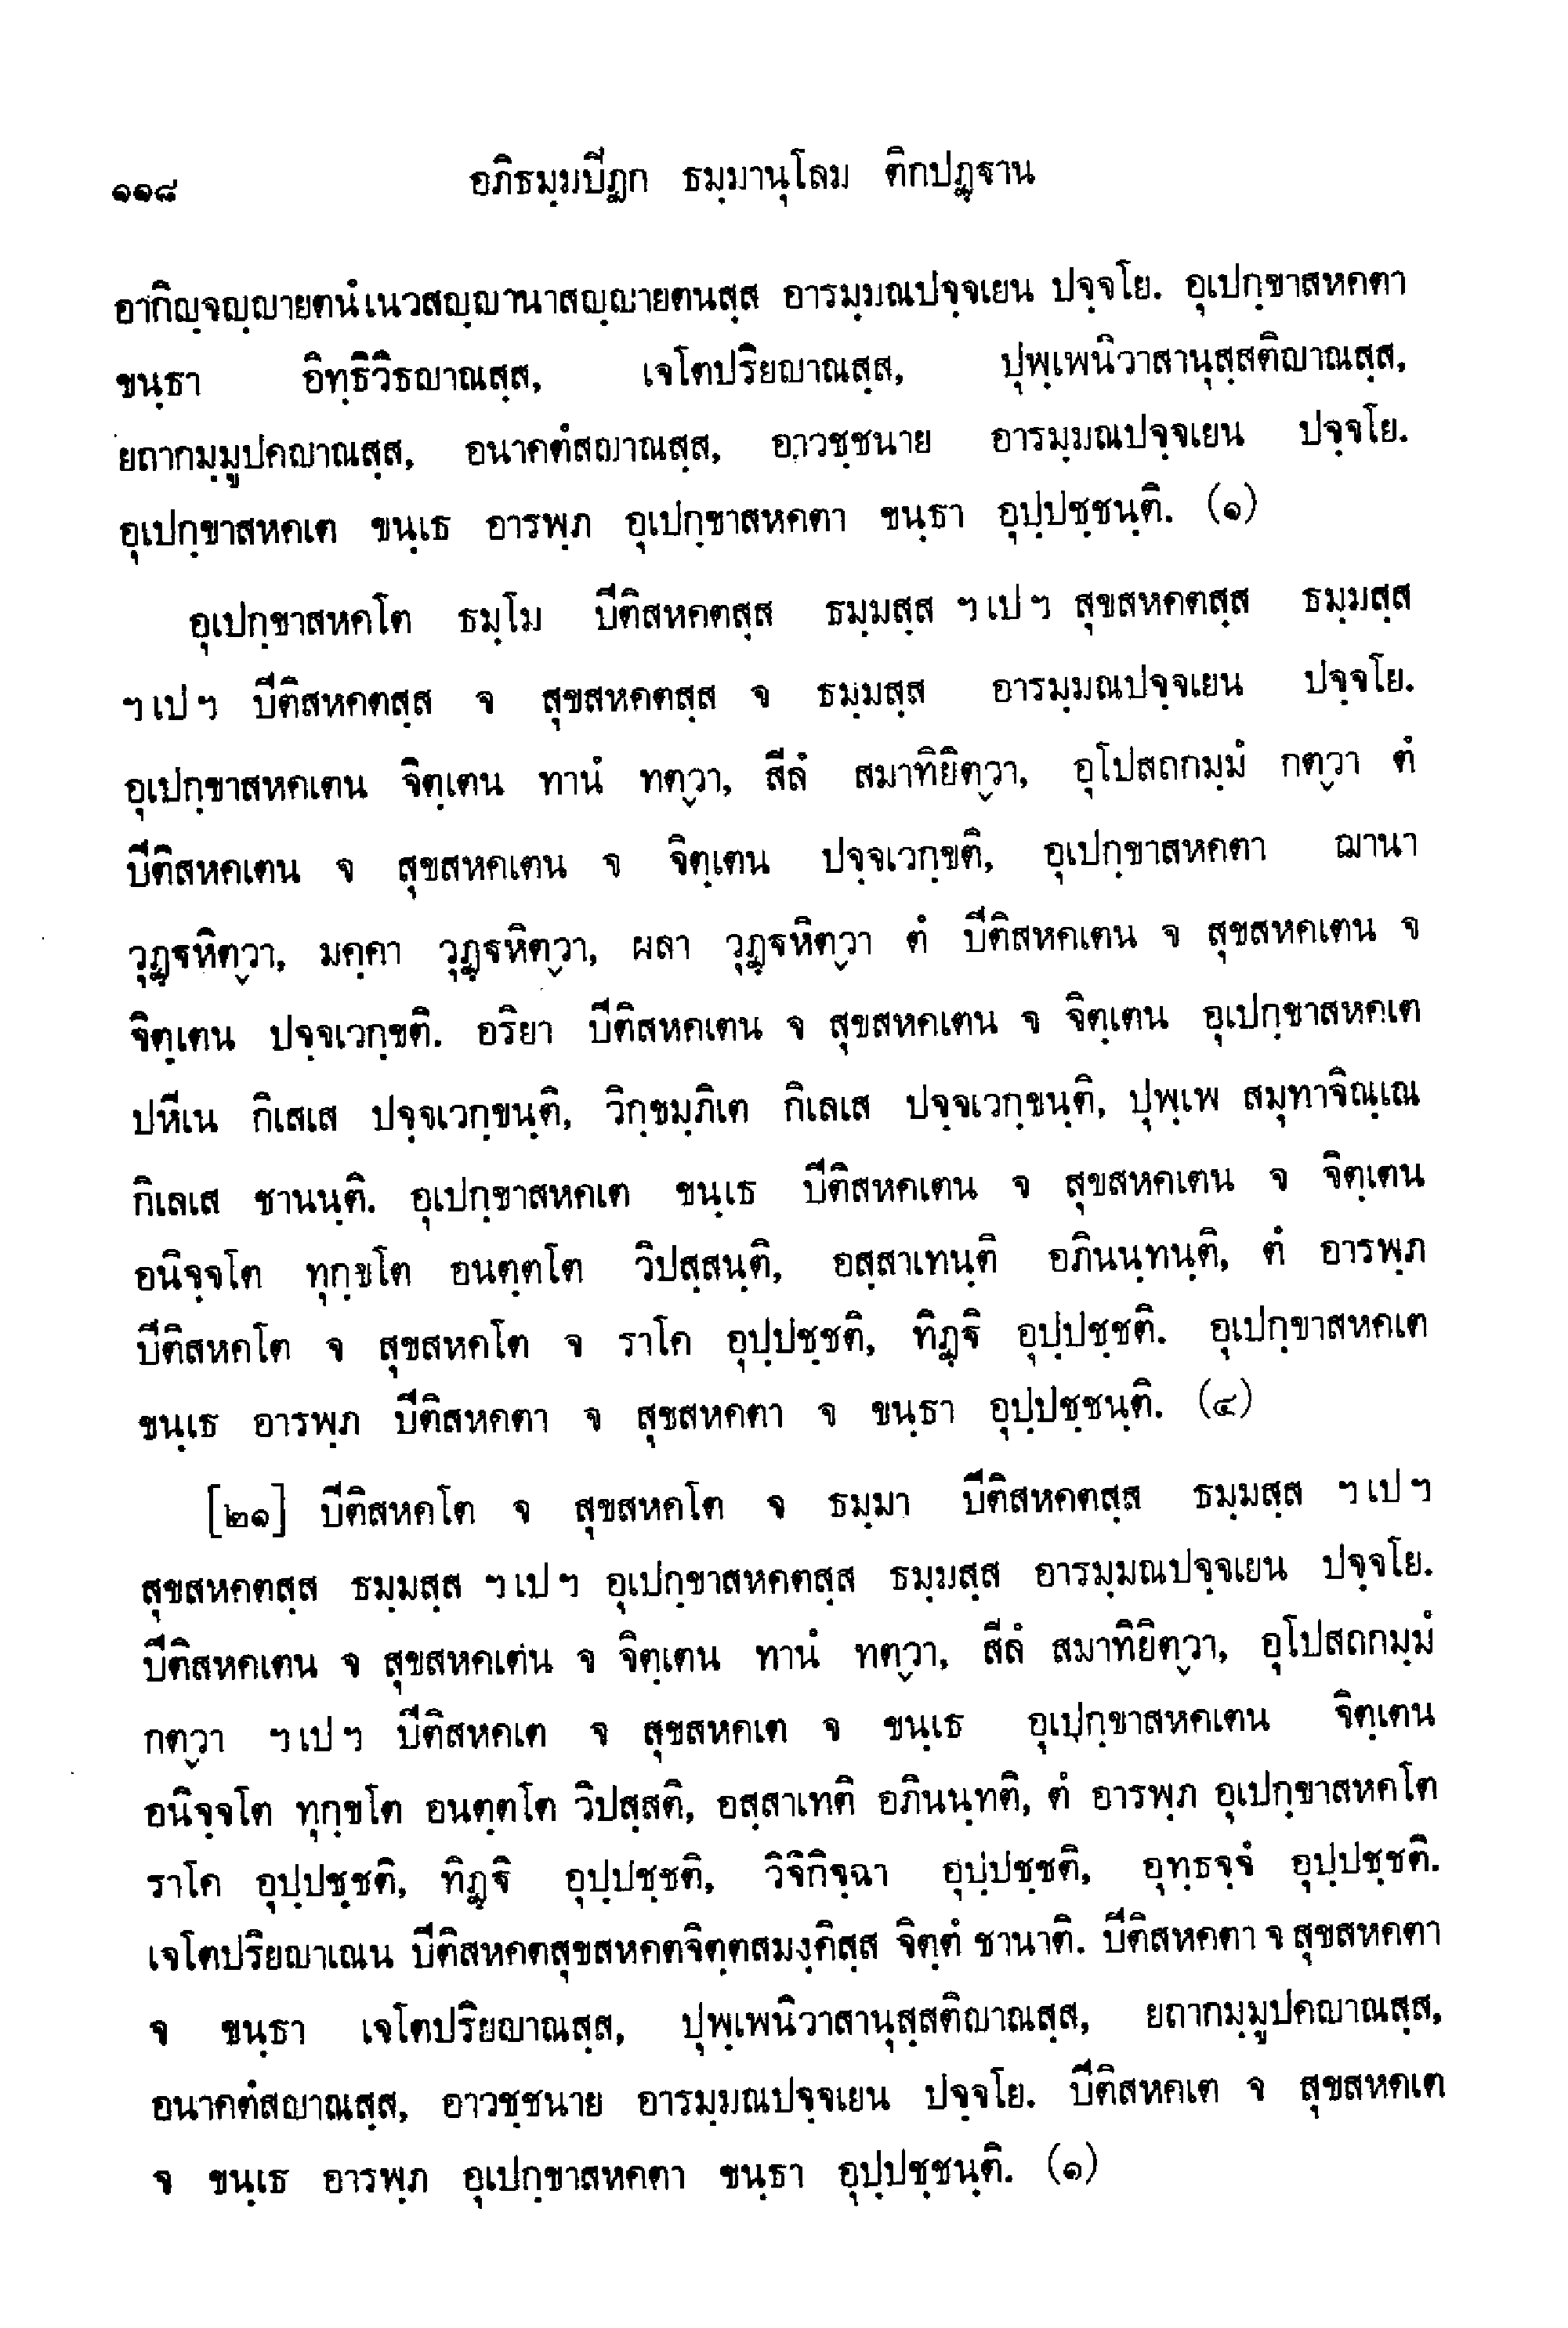 ๑๑๘ อภิธมฺมปิฏก ธมฺมานุโลม ติกปฏฺฐาน
อากิญฺจญฺญายตนํ เนวสญฺญานาสญฺญายตนสฺส อารมฺมณปจฺจเยน ปจฺจโย. อุเปกฺขาสหคตา
ขนฺธา อิทฺธิวิธญาณสฺส, เจโตปริยญาณสฺส, ปุพฺเพนิวาสานุสฺสติญาณสฺส,
ยถากมฺมูปคญาณสฺส, อนาคตํสญาณสฺส, อาวชฺชนาย อารมฺมณปจฺจเยน ปจฺจโย.
อุเปกฺขาสหคเต ขนฺเธ อารพฺภ อุเปกฺขาสหคตา ขนฺธา อุปฺปชฺชนฺติ. (๑)
อุเปกฺขาสหคโต ธมฺโม ปีติสหคตสฺส ธมฺมสฺส ฯ เป ฯ สุขสหคตสฺส ธมฺมสฺส
ฯ เป ฯ ปีติสหคตสฺส จ สุขสหคตสฺส จ ธมฺมสฺส อารมฺมณปจฺจเยน ปจฺจโย.
อุเปกฺขาสหคเตน จิตฺเตน ทานํ ทตฺวา, สีลํ สมาทิยิตฺวา, อุโปสถกมฺมํ กตฺวา ตํ
ปีติสหคเตน จ สุขสหคเตน จ จิตฺเตน ปจฺจเวกฺขติ, อุเปกฺขาสหคตา ฌานา
วุฏฺฐหิตฺวา, มคฺคา วุฏฺฐหิตฺวา, ผลา วุฏฺฐหิตฺวา ตํ ปีติสหคเตน จ สุขสหคเตน จ
จิตฺเตน ปจฺจเวกฺขติ. อริยา ปีติสหคเตน จ สุขสหคเตน จ จิตฺเตน อุเปกฺขาสหคเต
ปหีเน กิเลเส ปจฺจเวกฺขนฺติ, วิกฺขมฺภิเต กิเลเส ปจฺจเวกฺขนฺติ, ปุพฺเพ สมุทาจิณฺเณ
กิเลเส ชานนฺติ. อุเปกฺขาสหคเต ขนฺเธ ปีติสหคเตน จ สุขสหคเตน จ จิตฺเตน
อนิจฺจโต ทุกฺขโต อนตฺตโต วิปสฺสนฺติ, อสฺสาเทนฺติ อภินนฺทนฺติ, ตํ อารพฺภ
ปีติสหคโต จ สุขสหคโต จ ราโค อุปฺปชฺชติ, ทิฏฺฐิ อุปฺปชฺชติ. อุเปกฺขาสหคเต
ขนฺเธ อารพฺภ ปีติสหคตา จ สุขสหคตา จ ขนฺธา อุปฺปชฺชนฺติ. (๔)
[๒๑] ปีติสหคโต จ สุขสหคโต จ ธมฺมา ปีติสหคตสฺส ธมฺมสฺส ฯ เป ฯ
สุขสหคตสฺส ธมฺมสฺส ฯ เป ฯ อุเปกฺขาสหคตสฺส ธมฺมสฺส อารมฺมณปจฺจเยน ปจฺจโย.
ปีติสหคเตน จ สุขสหคเตน จ จิตฺเตน ทานํ ทตฺวา, สีลํ สมาทิยิตฺวา, อุโปสถกมฺมํ
กตฺวา ฯ เป ฯ ปีติสหคเต จ สุขสหคเต จ ขนฺเธ อุเปกฺขาสหคเตน จิตฺเตน
อนิจฺจโต ทุกฺขโต อนตฺตโต วิปสฺสติ, อสฺสาเทติ อภินนฺทติ, ตํ อารพฺภ อุเปกฺขาสหคโต
ราโค อุปฺปชฺชติ, ทิฏฺฐิ อุปฺปชฺชติ, วิจิกิจฺฉา อุปฺปชฺชติ, อุทฺธจฺจํ อุปฺปชฺชติ.
เจโตปริยญาเณน ปีติสหคตสุขสหคตจิตฺตสมงฺคิสฺส จิตฺตํ ชานาติ. ปีติสหคตา จ สุขสหคตา
จ ขนฺธา เจโตปริยญาณสฺส, ปุพฺเพนิวาสานุสฺสติญาณสฺส, ยถากมฺมูปคญาณสฺส,
อนาคตํสญาณสฺส, อาวชฺชนาย อารมฺมณปจฺจเยน ปจฺจโย. ปีติสหคเต จ สุขสหคเต
จ ขนฺเธ อารพฺภ อุเปกฺขาสหคตา ขนฺธา อุปฺปชฺชนฺติ. (๑)